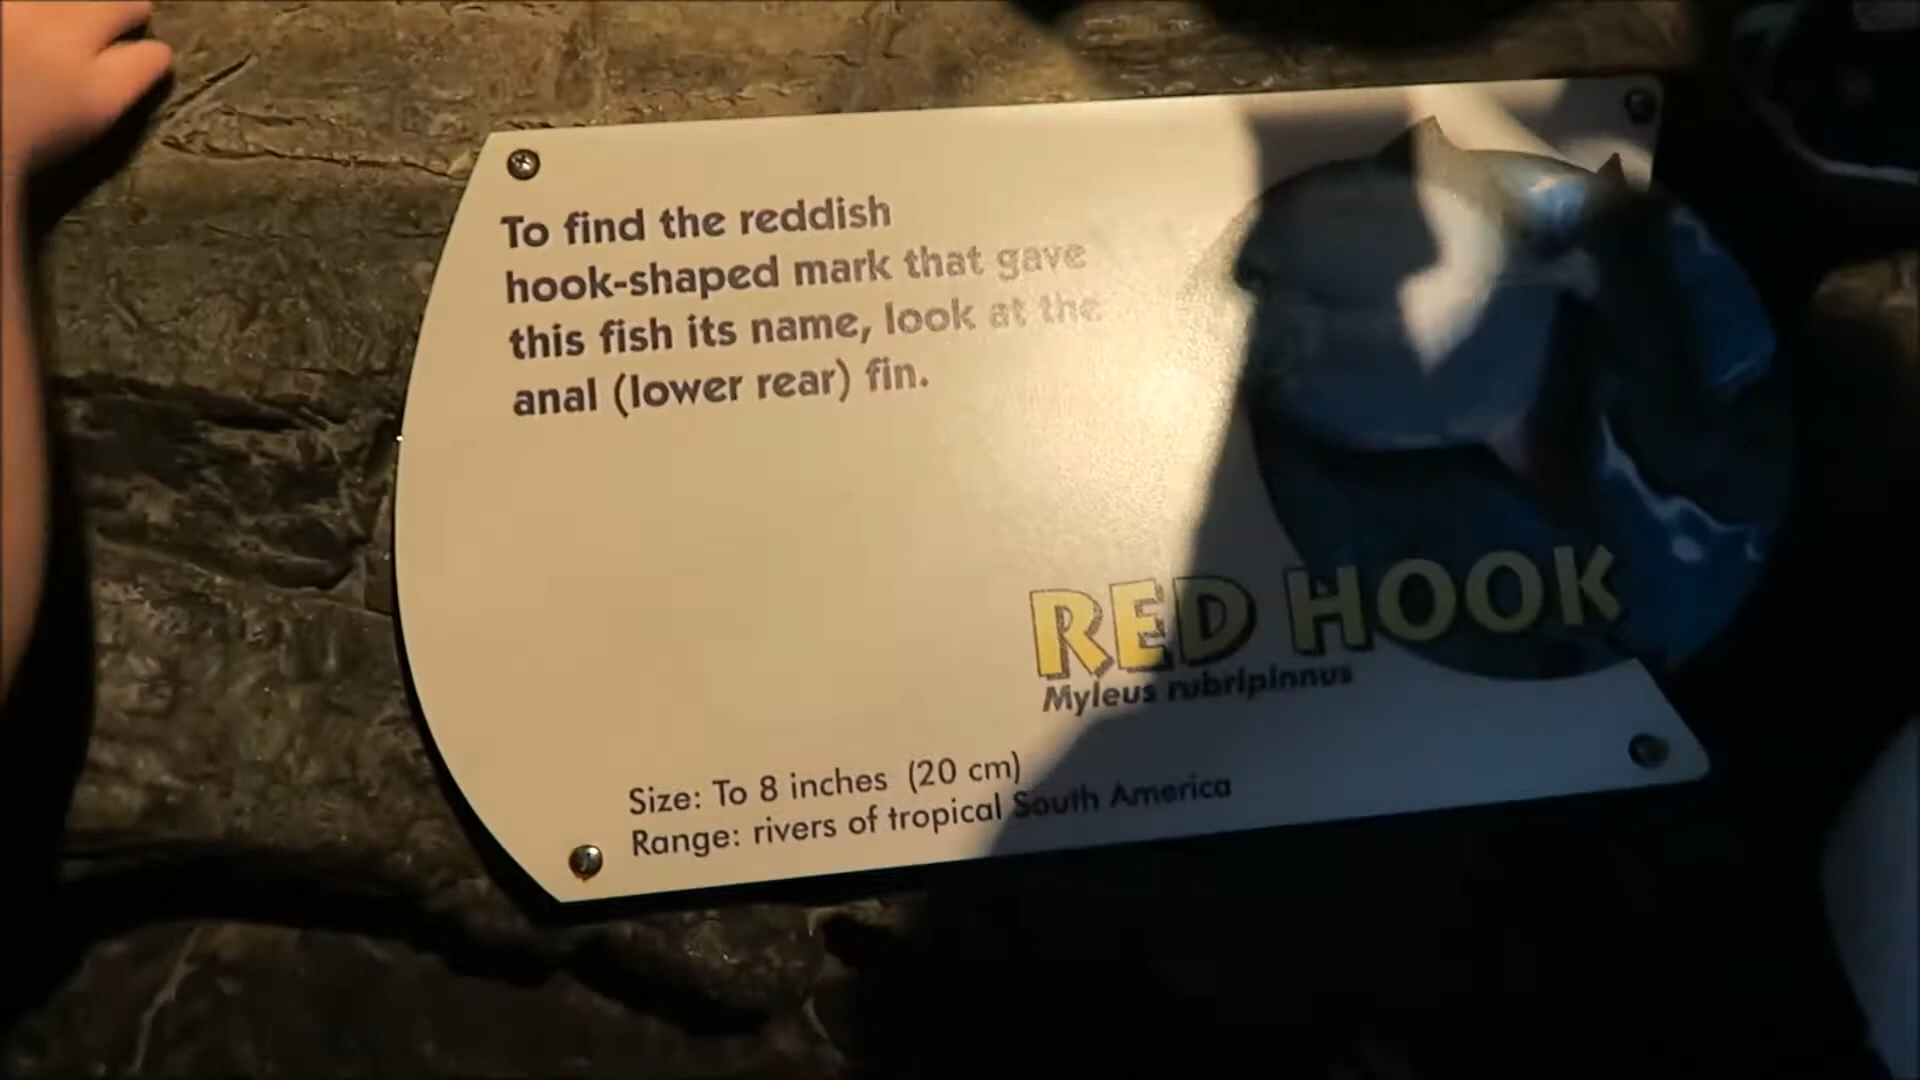 To find the reddish
hook-shaped mark that gave
this fish its name, look at the
anal (lower rear) fin.
RED HOOK
Myleus rubripinnus
Size: To 8 inches (20 cm)
Range: rivers of tropical South America